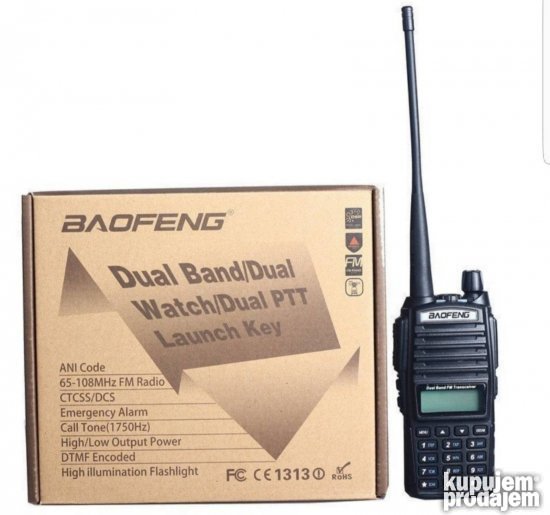 BAOFENG®
Dual Band/Dual
Watch/Dual PTT
Launch Key
ANI Code
65-108MHz FM Radio
CTCSS/DCS
Emergency Alarm
Call Tone(1750Hz)
High/Low Output Power
DTMF Encoded
High illumination Flashlight
FM
FC CE1313
RoHS
BAOFENG
Dual Band FM Transceiver
MENU
kupujem
prodajem